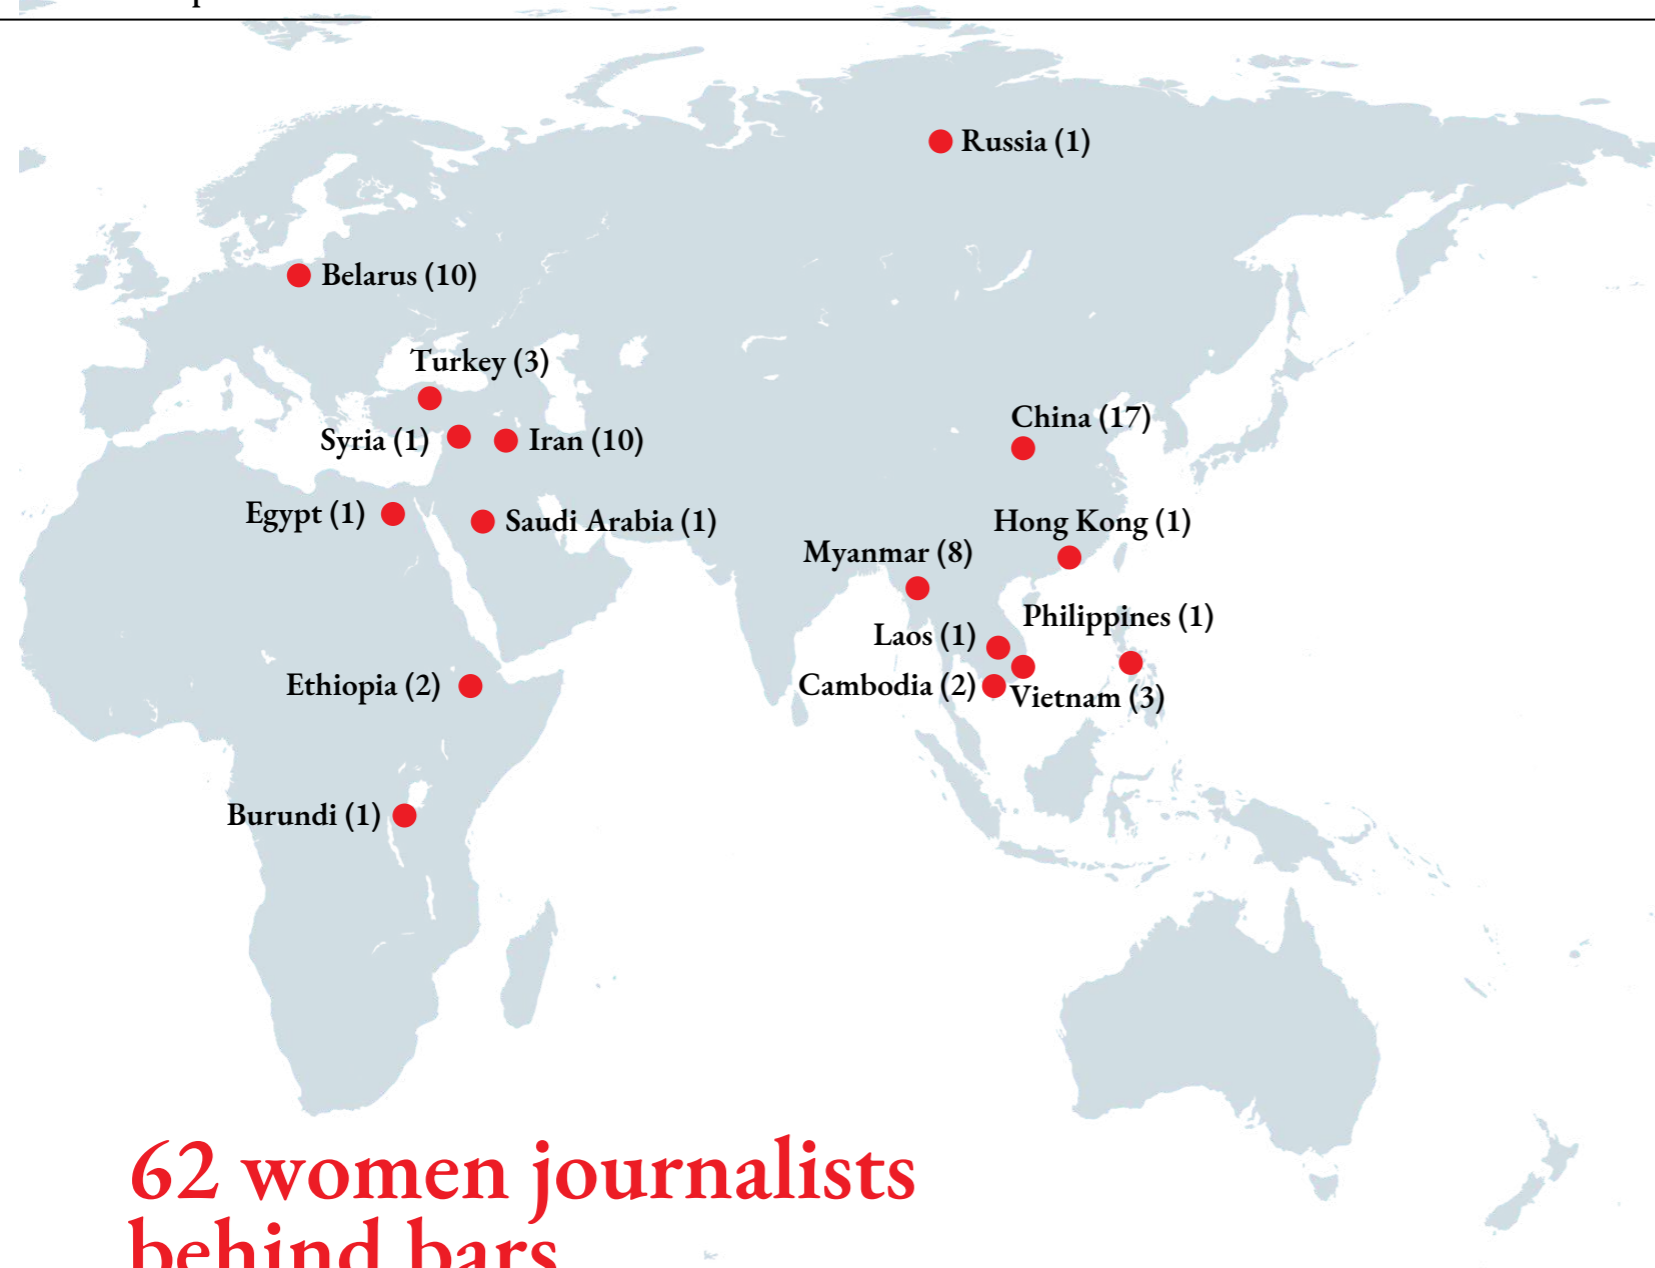 Russia (1)
Belarus (10)
Turkey (3)
China (17)
Syria (1)
Iran (10)
Egypt (1)
Saudi Arabia (1)
Hong Kong (1)
Myanmar (8)
Philippines (1)
Laos (1)
Ethiopia (2)
Cambodia (2)
Vietnam (3)
Burundi (1)
62 women journalists
behind bars